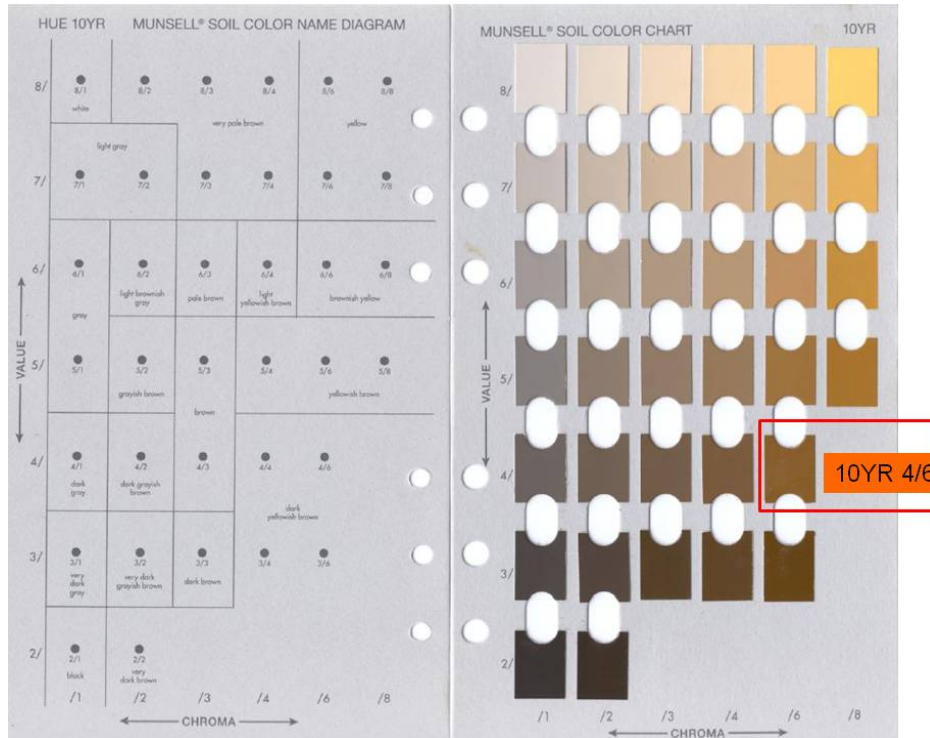 HUE 10YR
MUNSELL® SOIL COLOR NAME DIAGRAM
8/
8/1
8/2
8/3
8/4
8/6
8/8
white
very pale brown
yellow
light gray
7/
7/1
7/2
7/3
7/4
7/6
7/8
6/
6/1
6/2
6/3
6/4
6/6
6/8
gray
light brownish
gray
pale brown
light
yellowish brown
brownish yellow
VALUE
5/
5/1
5/2
5/3
5/4
5/6
5/8
grayish brown
brown
yellowish brown
4/
4/1
4/2
4/3
4/4
4/6
dark
gray
dark grayish
brown
dark
yellowish brown
3/
3/1
3/2
3/3
3/4
3/6
very
dark
gray
very dark
grayish brown
dark brown
2/
2/1
2/2
black
very
dark brown
/1
/2
/3
/4
/6
/8
CHROMA
MUNSELL® SOIL COLOR CHART
10YR
8/
7/
6/
VALUE
5/
4/
10YR 4/6
3/
2/
/1
/2
/3
/4
/6
/8
CHROMA